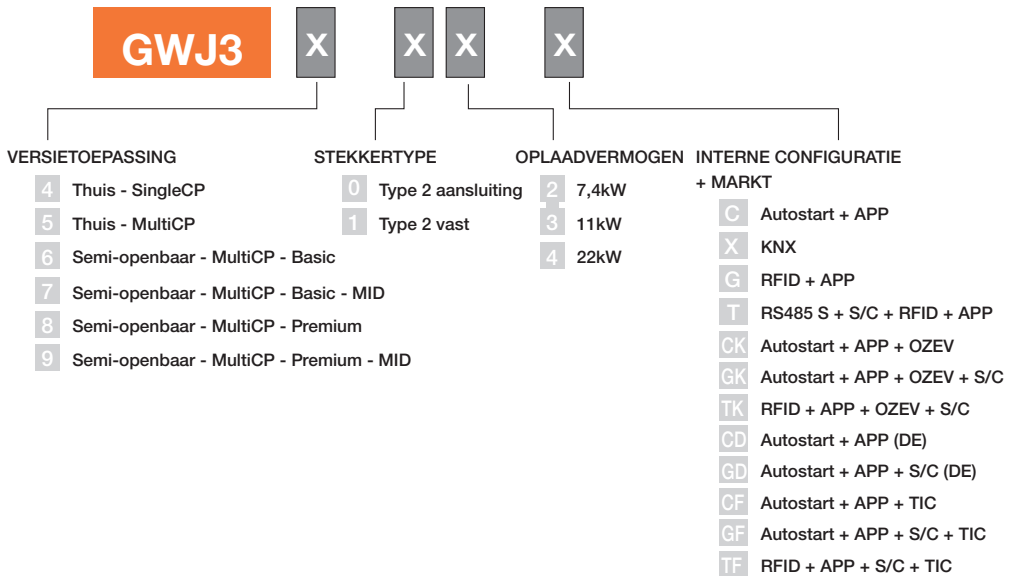 GWJ3 X X X X
VERSIETOEPASSING
4 Thuis - SingleCP
5 Thuis - MultiCP
6 Semi-openbaar - MultiCP - Basic
7 Semi-openbaar - MultiCP - Basic - MID
8 Semi-openbaar - MultiCP - Premium
9 Semi-openbaar - MultiCP - Premium - MID
STEKKERTYPE
0 Type 2 aansluiting
1 Type 2 vast
OPLAADVERMOGEN
2 7,4kW
3 11kW
4 22kW
INTERNE CONFIGURATIE
+ MARKT
C Autostart + APP
X KNX
G RFID + APP
T RS485 S + S/C + RFID + APP
CK Autostart + APP + OZEV
GK Autostart + APP + OZEV + S/C
TK RFID + APP + OZEV + S/C
CD Autostart + APP (DE)
GD Autostart + APP + S/C (DE)
CF Autostart + APP + TIC
GF Autostart + APP + S/C + TIC
TF RFID + APP + S/C + TIC